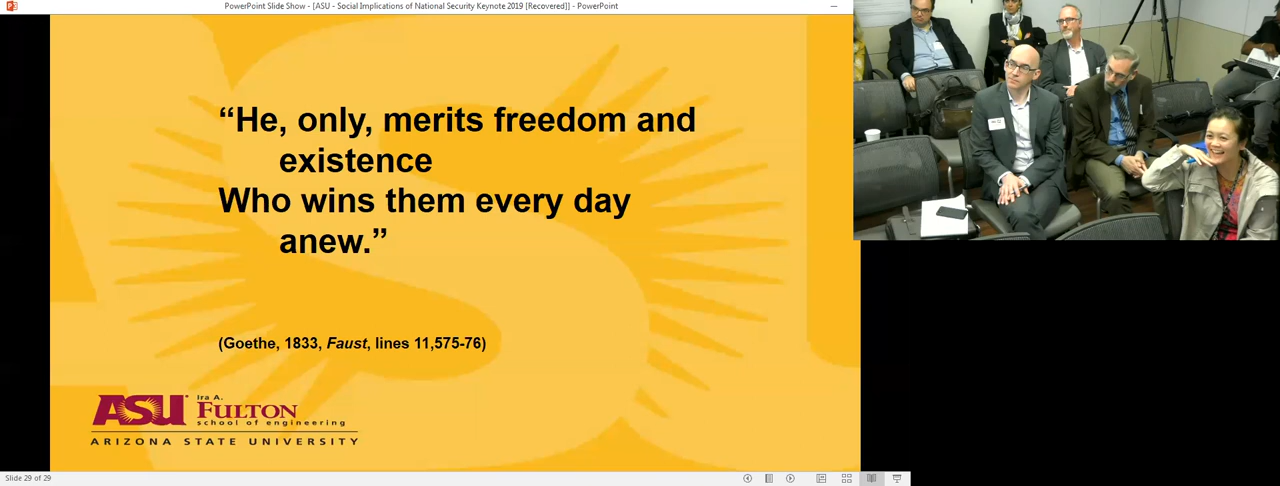 PowerPoint Slide Show - [ASU - Social Implications of National Security Keynote 2019 [Recovered]] - PowerPoint
“He, only, merits freedom and
existence
Who wins them every day
anew.”
(Goethe, 1833, Faust, lines 11,575-76)
ASU
Ira A.
FULTON
school of engineering
ARIZONA STATE UNIVERSITY
Slide 29 of 29